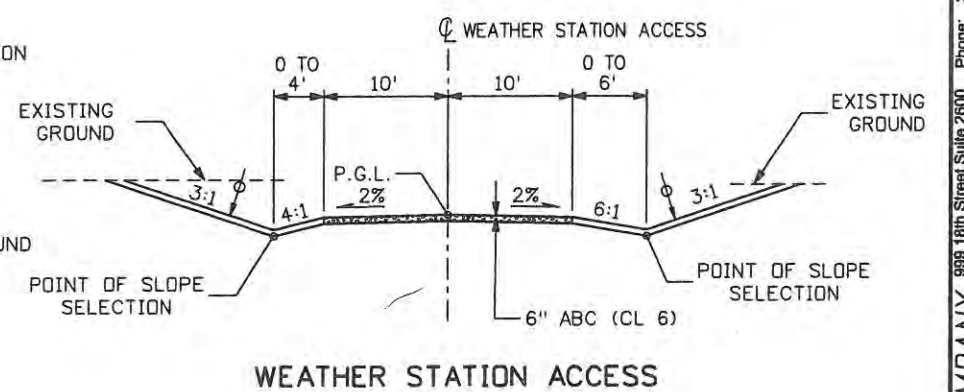 ON
℄ WEATHER STATION ACCESS
0 TO
4'
10'
10'
0 TO
6'
EXISTING
GROUND
EXISTING
GROUND
P.G.L.
3:1
Φ
4:1
2%
2%
6:1
Φ
3:1
UND
POINT OF SLOPE
SELECTION
POINT OF SLOPE
SELECTION
6" ABC (CL 6)
WEATHER STATION ACCESS
999 18th Street Suite 2600 Phone: